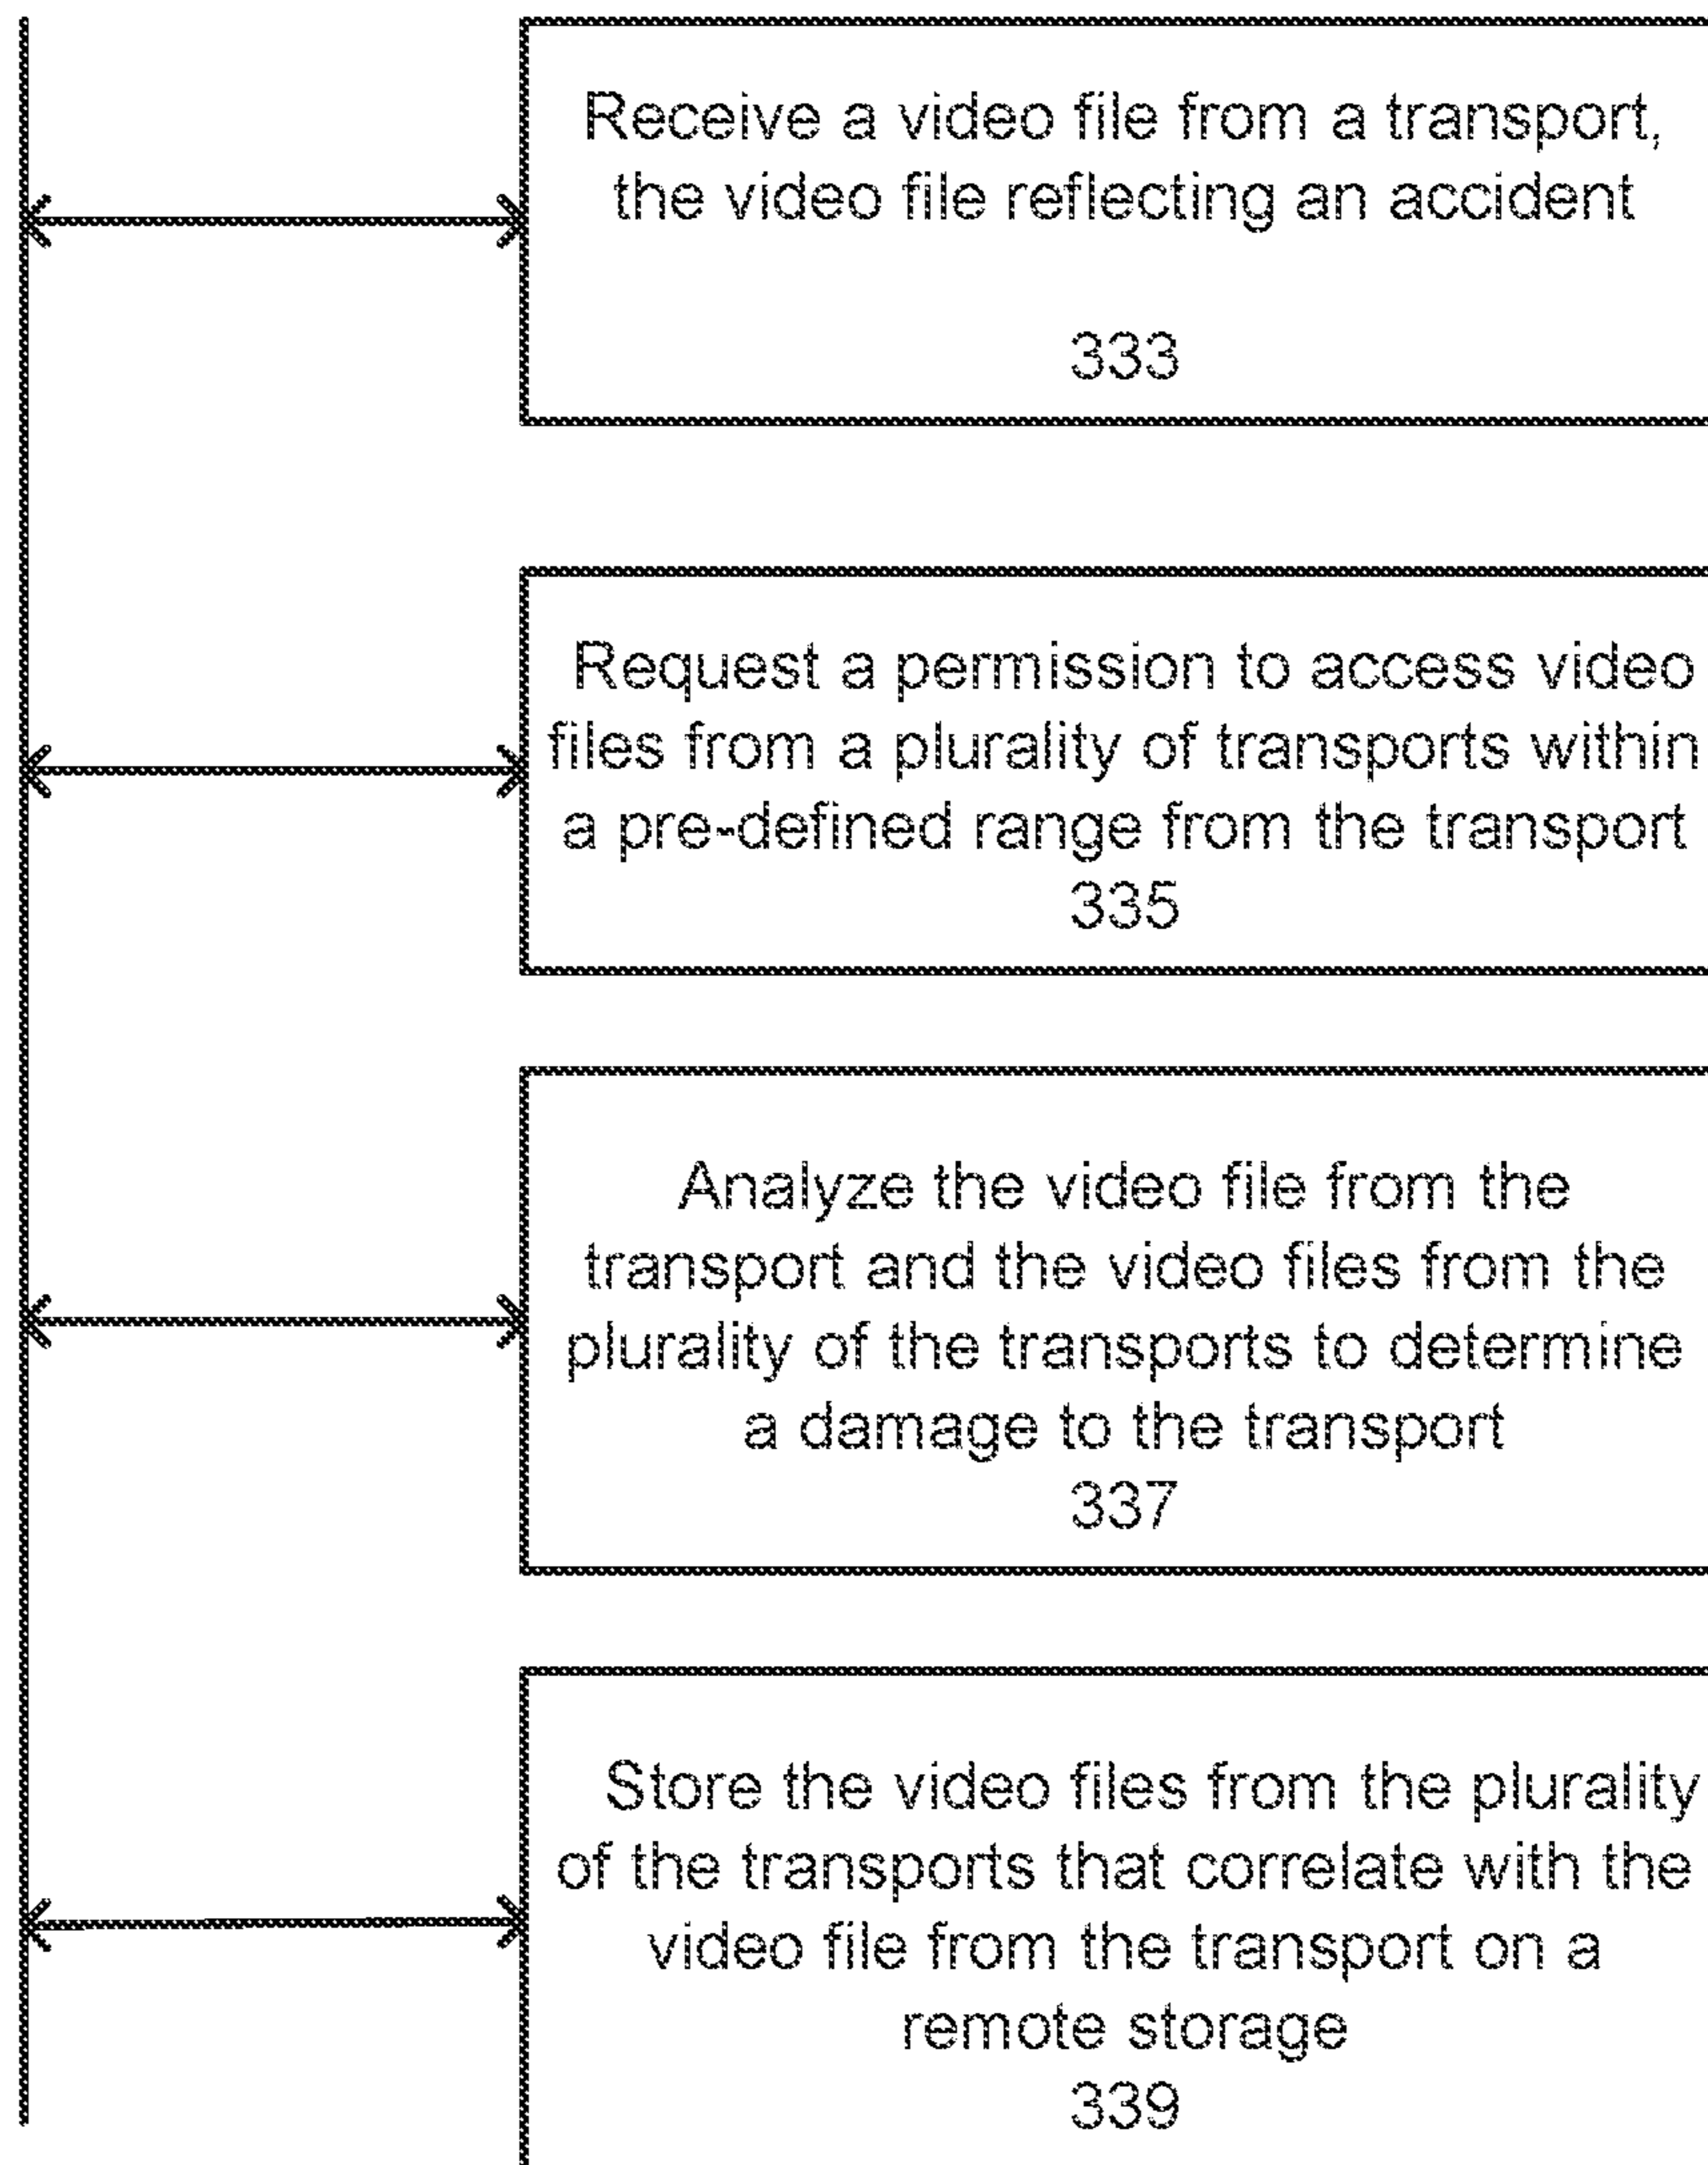 Receive a video file from a transport,
the video file reflecting an accident
333
Request a permission to access video
files from a plurality of transports within
a pre-defined range from the transport
335
Analyze the video file from the
transport and the video files from the
plurality of the transports to determine
a damage to the transport
337
Store the video files from the plurality
of the transports that correlate with the
video file from the transport on a
remote storage
339